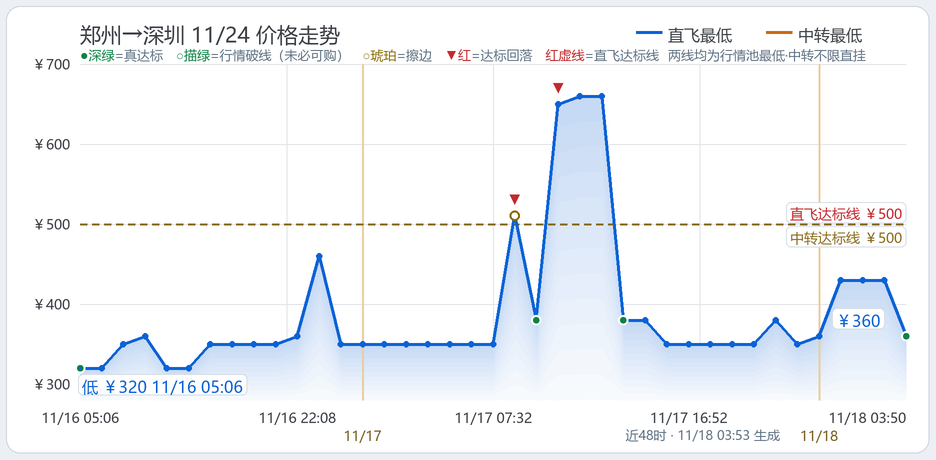 郑州→深圳 11/24 价格走势
直飞最低 中转最低
●深绿=真达标 ○描绿=行情破线（未必可购） ○琥珀=擦边 ▼红=达标回落 红虚线=直飞达标线 两线均为行情池最低·中转不限直挂
¥700
¥600
¥500
¥400
¥300
直飞达标线 ¥500
中转达标线 ¥500
¥360
低 ¥320 11/16 05:06
11/16 05:06 11/16 22:08 11/17 07:32 11/17 16:52 11/18 03:50
11/17 近48时 · 11/18 03:53 生成 11/18